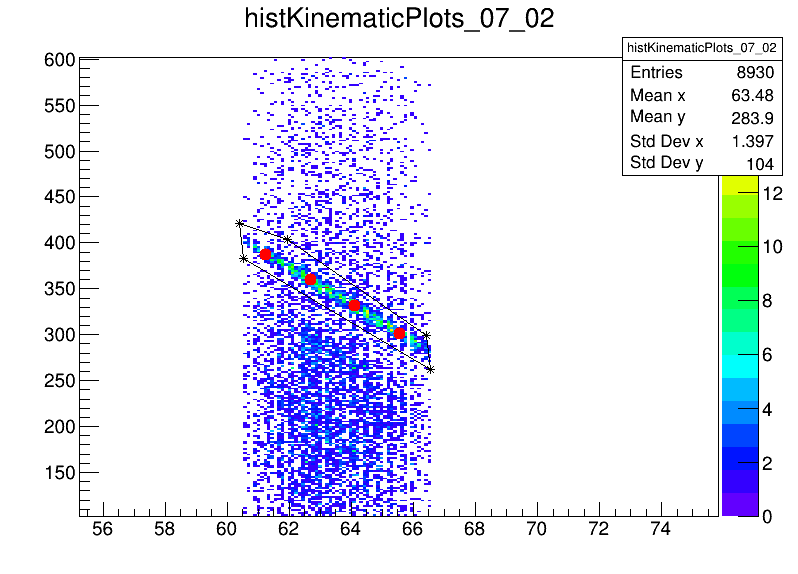 histKinematicPlots_07_02
histKinematicPlots_07_02
Entries 8930
Mean x 63.48
Mean y 283.9
Std Dev x 1.397
Std Dev y 104
600
550
500
450
400
350
300
250
200
150
56 58 60 62 64 66 68 70 72 74
12
10
8
6
4
2
0